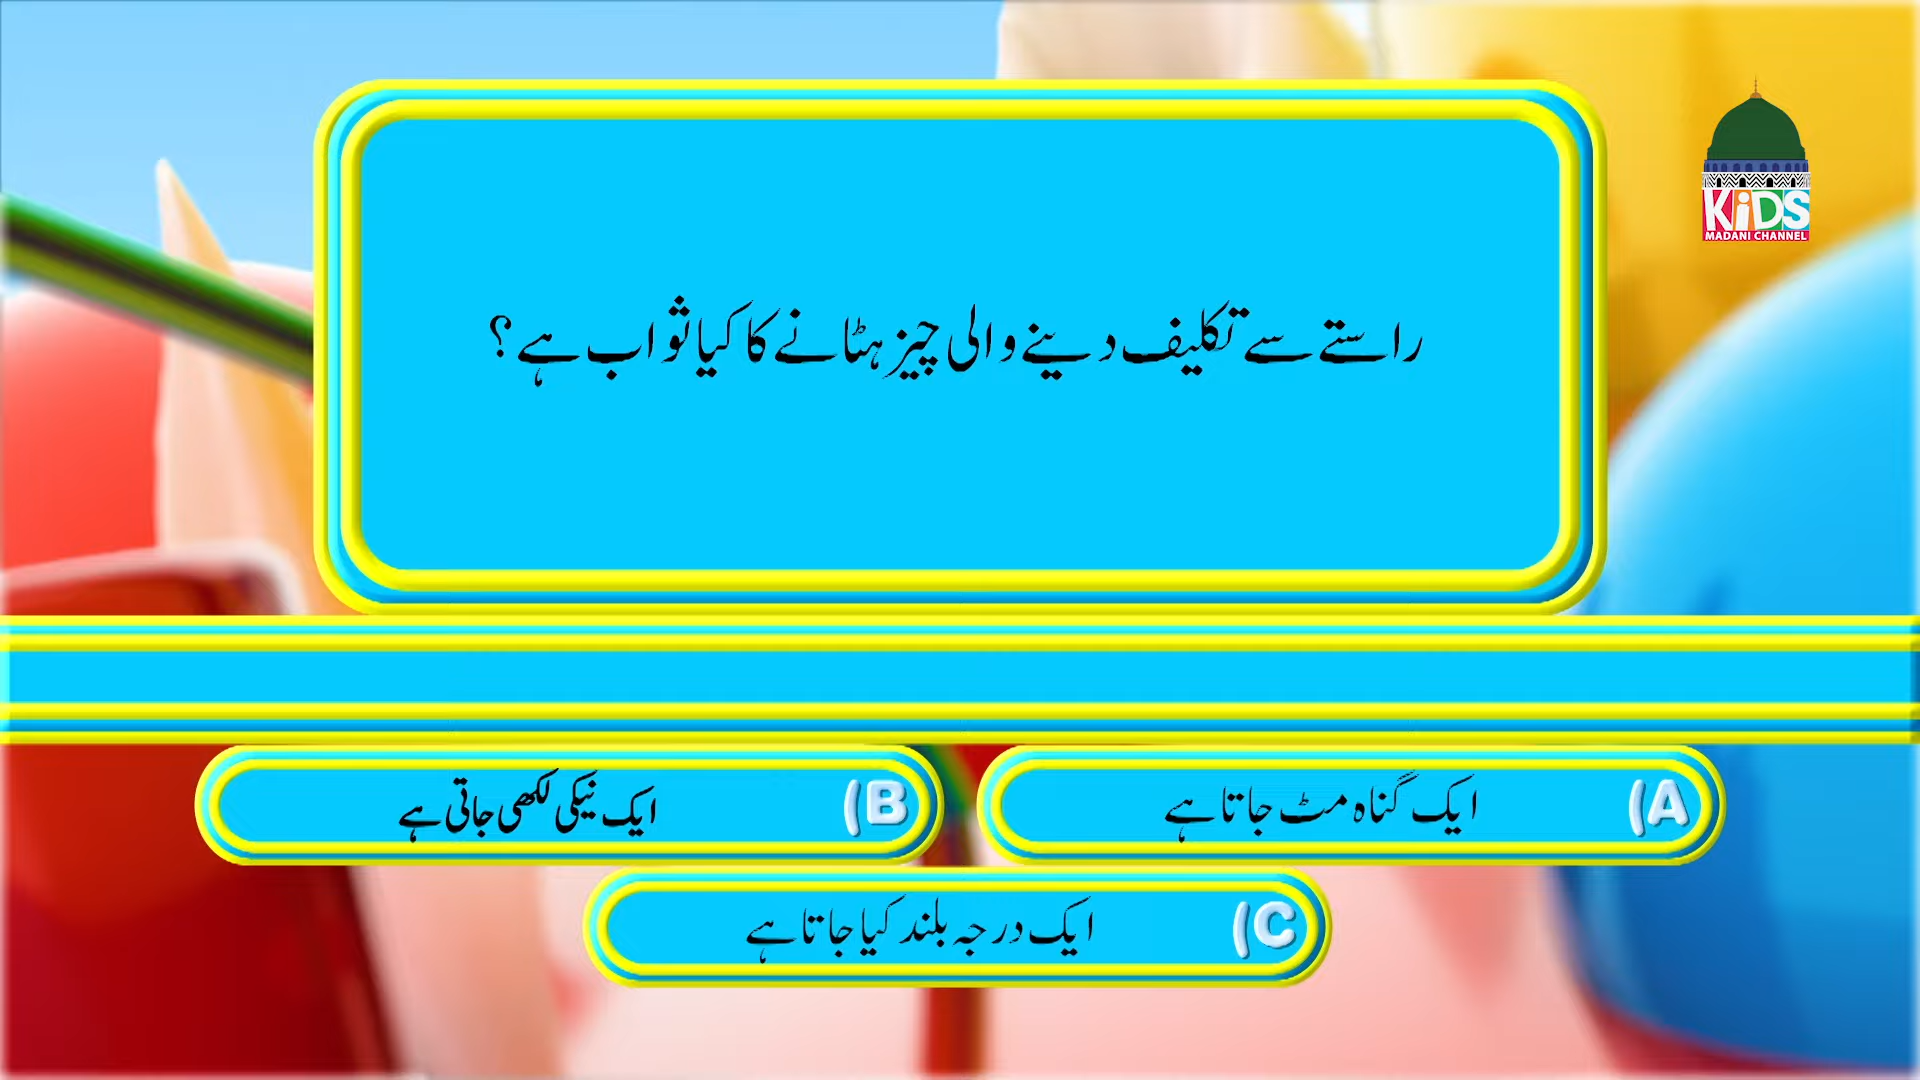 KiDS
MADANI CHANNEL
راستے سے تکلیف دینے والی چیز ہٹانے کا کیا ثواب ہے؟
A) ایک گناہ مٹ جاتا ہے
B) ایک نیکی لکھی جاتی ہے
C) ایک درجہ بلند کیا جاتا ہے